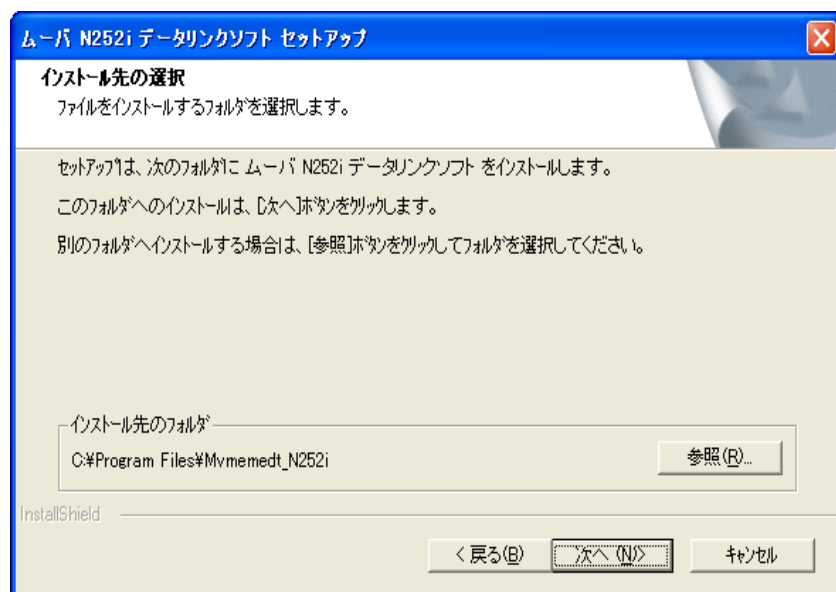 ムーバ N252i データリンクソフト セットアップ
インストール先の選択
ファイルをインストールするフォルダを選択します。
セットアップは、次のフォルダに ムーバ N252i データリンクソフト をインストールします。
このフォルダへのインストールは、[次へ]ボタンをクリックします。
別のフォルダへインストールする場合は、[参照]ボタンをクリックしてフォルダを選択してください。
インストール先のフォルダ
C:¥Program Files¥Mvmemedt_N252i
参照(R)...
InstallShield
< 戻る(B)
次へ (N)>
キャンセル